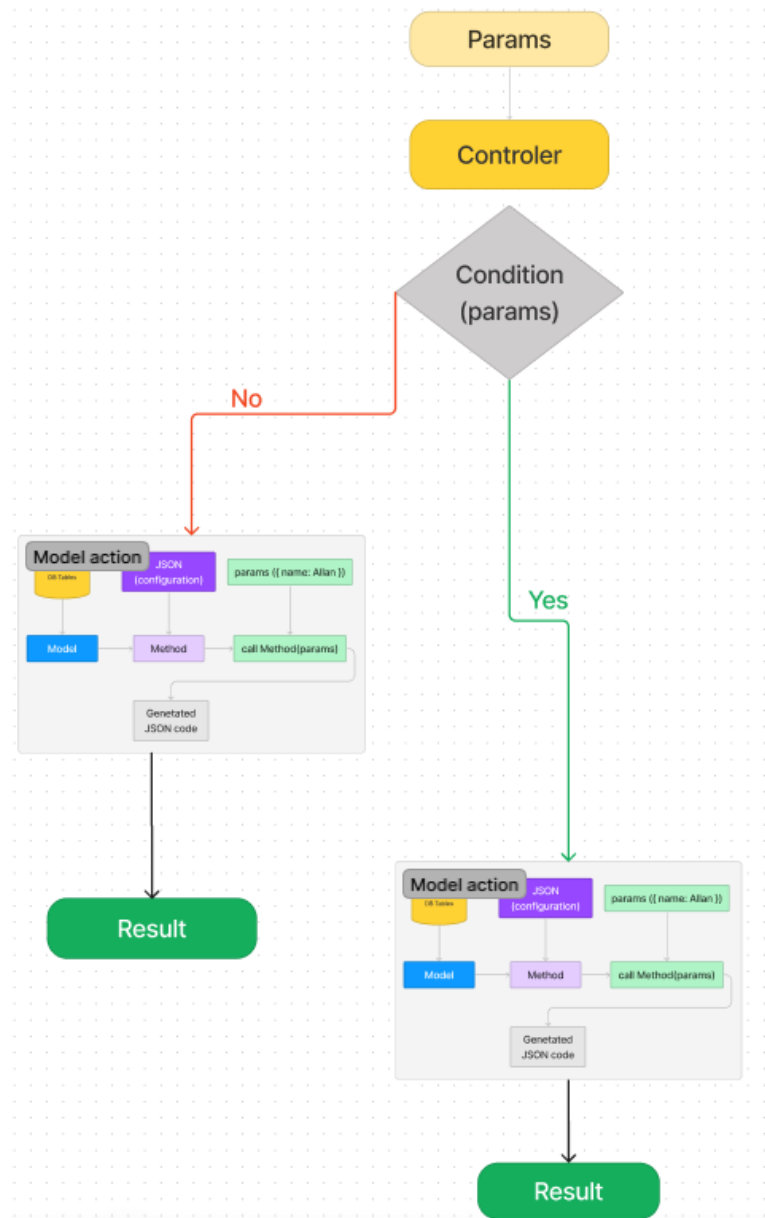 Params
Controler
Condition
(params)
No
Yes
Model action
DB Tables
JSON
(configuration)
params ({ name: Allan })
Model
Method
call Method(params)
Genetated
JSON code
Result
Model action
DB Tables
JSON
(configuration)
params ({ name: Allan })
Model
Method
call Method(params)
Genetated
JSON code
Result